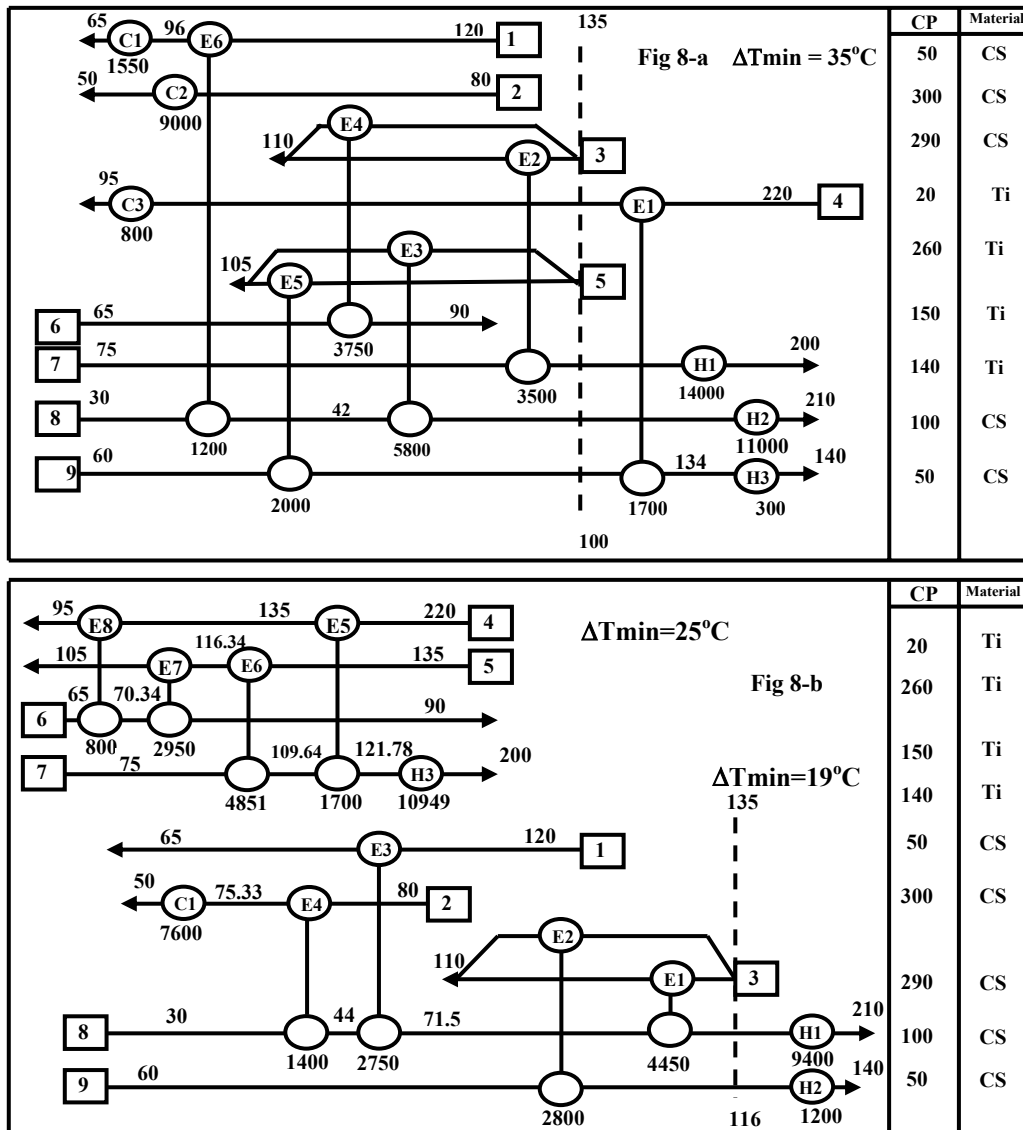 CP Material
65 C1 96 E6 120 1 135
1550
Fig 8-a ΔTmin = 35°C
50 CS
50 C2 80 2
9000
300 CS
E4
110 E2 3
290 CS
95 C3 E1 220 4
800
20 Ti
E3
105 E5 5
260 Ti
6 65 90
3750
150 Ti
7 75 H1 200
3500 14000
140 Ti
8 30 42 H2 210
1200 5800 11000
100 CS
9 60 134 H3 140
2000 1700 300
50 CS
100
CP Material
95 E8 135 E5 220 4
ΔTmin=25°C
20 Ti
105 E7 116.34 E6 135 5
Fig 8-b
260 Ti
6 65 70.34 90
800 2950
150 Ti
7 75 109.64 121.78 H3 200
4851 1700 10949
140 Ti
ΔTmin=19°C
135
65 E3 120 1
50 CS
50 C1 75.33 E4 80 2
7600
300 CS
E2
110 E1 3
290 CS
8 30 44 71.5 H1 210
1400 2750 4450 9400
100 CS
9 60 H2 140
2800 1200
50 CS
116